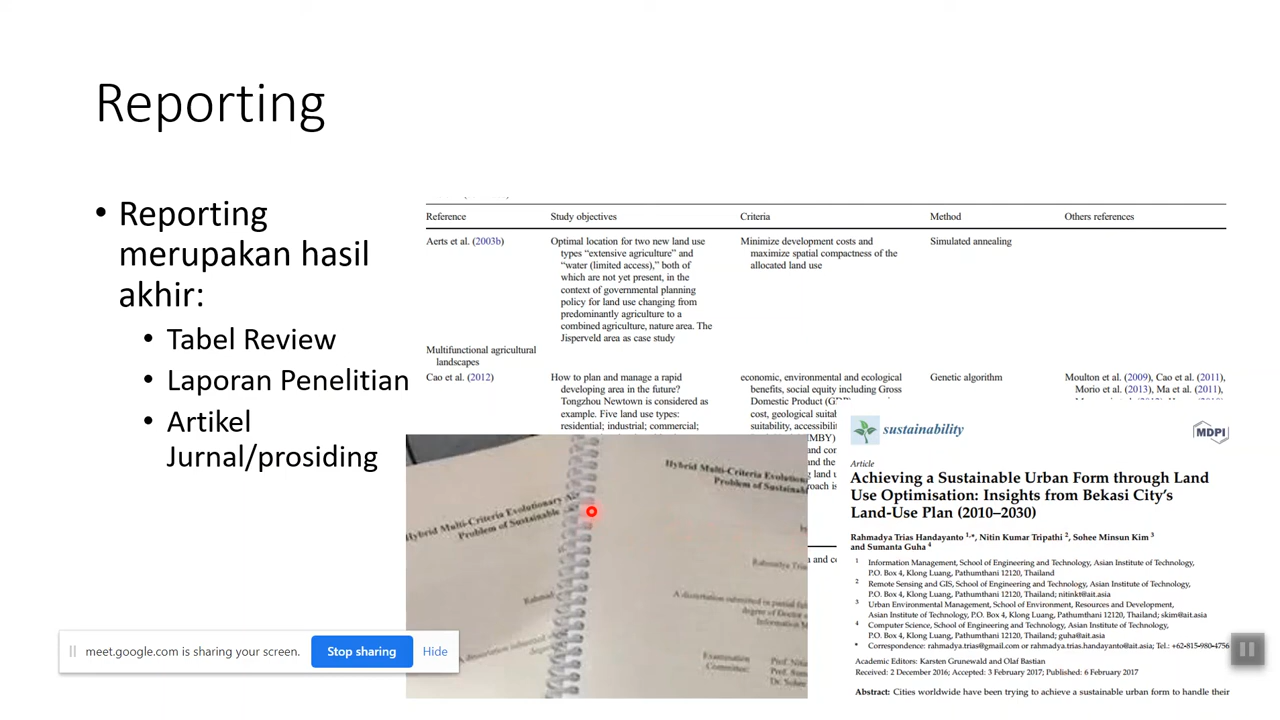 Reporting
• Reporting
merupakan hasil
akhir:
• Tabel Review
• Laporan Penelitian
• Artikel
Jurnal/prosiding
Reference Study objectives Criteria Method Others references
Aerts et al. (2003b) Optimal location for two new land use Minimize development costs and Simulated annealing
types “extensive agriculture” and maximize spatial compactness of the
“water (limited access),” both of allocated land use
which are not yet present, in the
context of governmental planning
policy for land use changing from
predominantly agriculture to a
combined agriculture, nature area. The
Jisperveld area as case study
Multifunctional agricultural
landscapes
Cao et al. (2012) How to plan and manage a rapid economic, environmental and ecological Genetic algorithm Moulton et al. (2009), Cao et al. (2011),
developing area in the future? benefits, social equity including Gross Morio et al. (2013), Ma et al. (2011),
Tongzhou Newtown is considered as Domestic Product
example. Five land use types: cost, geological
residential; industrial; commercial; suitability,
Hybrid Multi-Criteria Evolutionary
Problem of Sustainable
Hybrid Multi-Criteria
Problem of
Rahmadya
A dissertation submitted in partial
degree of Doctor
Information
Examination
Committee:
sustainability
MDPI
Article
Achieving a Sustainable Urban Form through Land
Use Optimisation: Insights from Bekasi City’s
Land-Use Plan (2010–2030)
Rahmadya Trias Handayanto 1,*, Nitin Kumar Tripathi 2, Sohee Minsun Kim 3
and Sumanta Guha 4
1 Information Management, School of Engineering and Technology, Asian Institute of Technology,
P.O. Box 4, Klong Luang, Pathumthani 12120, Thailand
2 Remote Sensing and GIS, School of Engineering and Technology, Asian Institute of Technology,
P.O. Box 4, Klong Luang, Pathumthani 12120, Thailand; nitinkt@ait.asia
3 Urban Environmental Management, School of Environment, Resources and Development,
Asian Institute of Technology, P.O. Box 4, Klong Luang, Pathumthani 12120, Thailand; skim@ait.asia
4 Computer Science, School of Engineering and Technology, Asian Institute of Technology,
P.O. Box 4, Klong Luang, Pathumthani 12120, Thailand; guha@ait.asia
* Correspondence: rahmadya.trias@gmail.com or rahmadya.trias.handayanto@ait.asia; Tel.: +62-815-980-4756
Academic Editors: Karsten Grunewald and Olaf Bastian
Received: 2 December 2016; Accepted: 3 February 2017; Published: 6 February 2017
Abstract: Cities worldwide have been trying to achieve a sustainable urban form to handle their
meet.google.com is sharing your screen. Stop sharing Hide